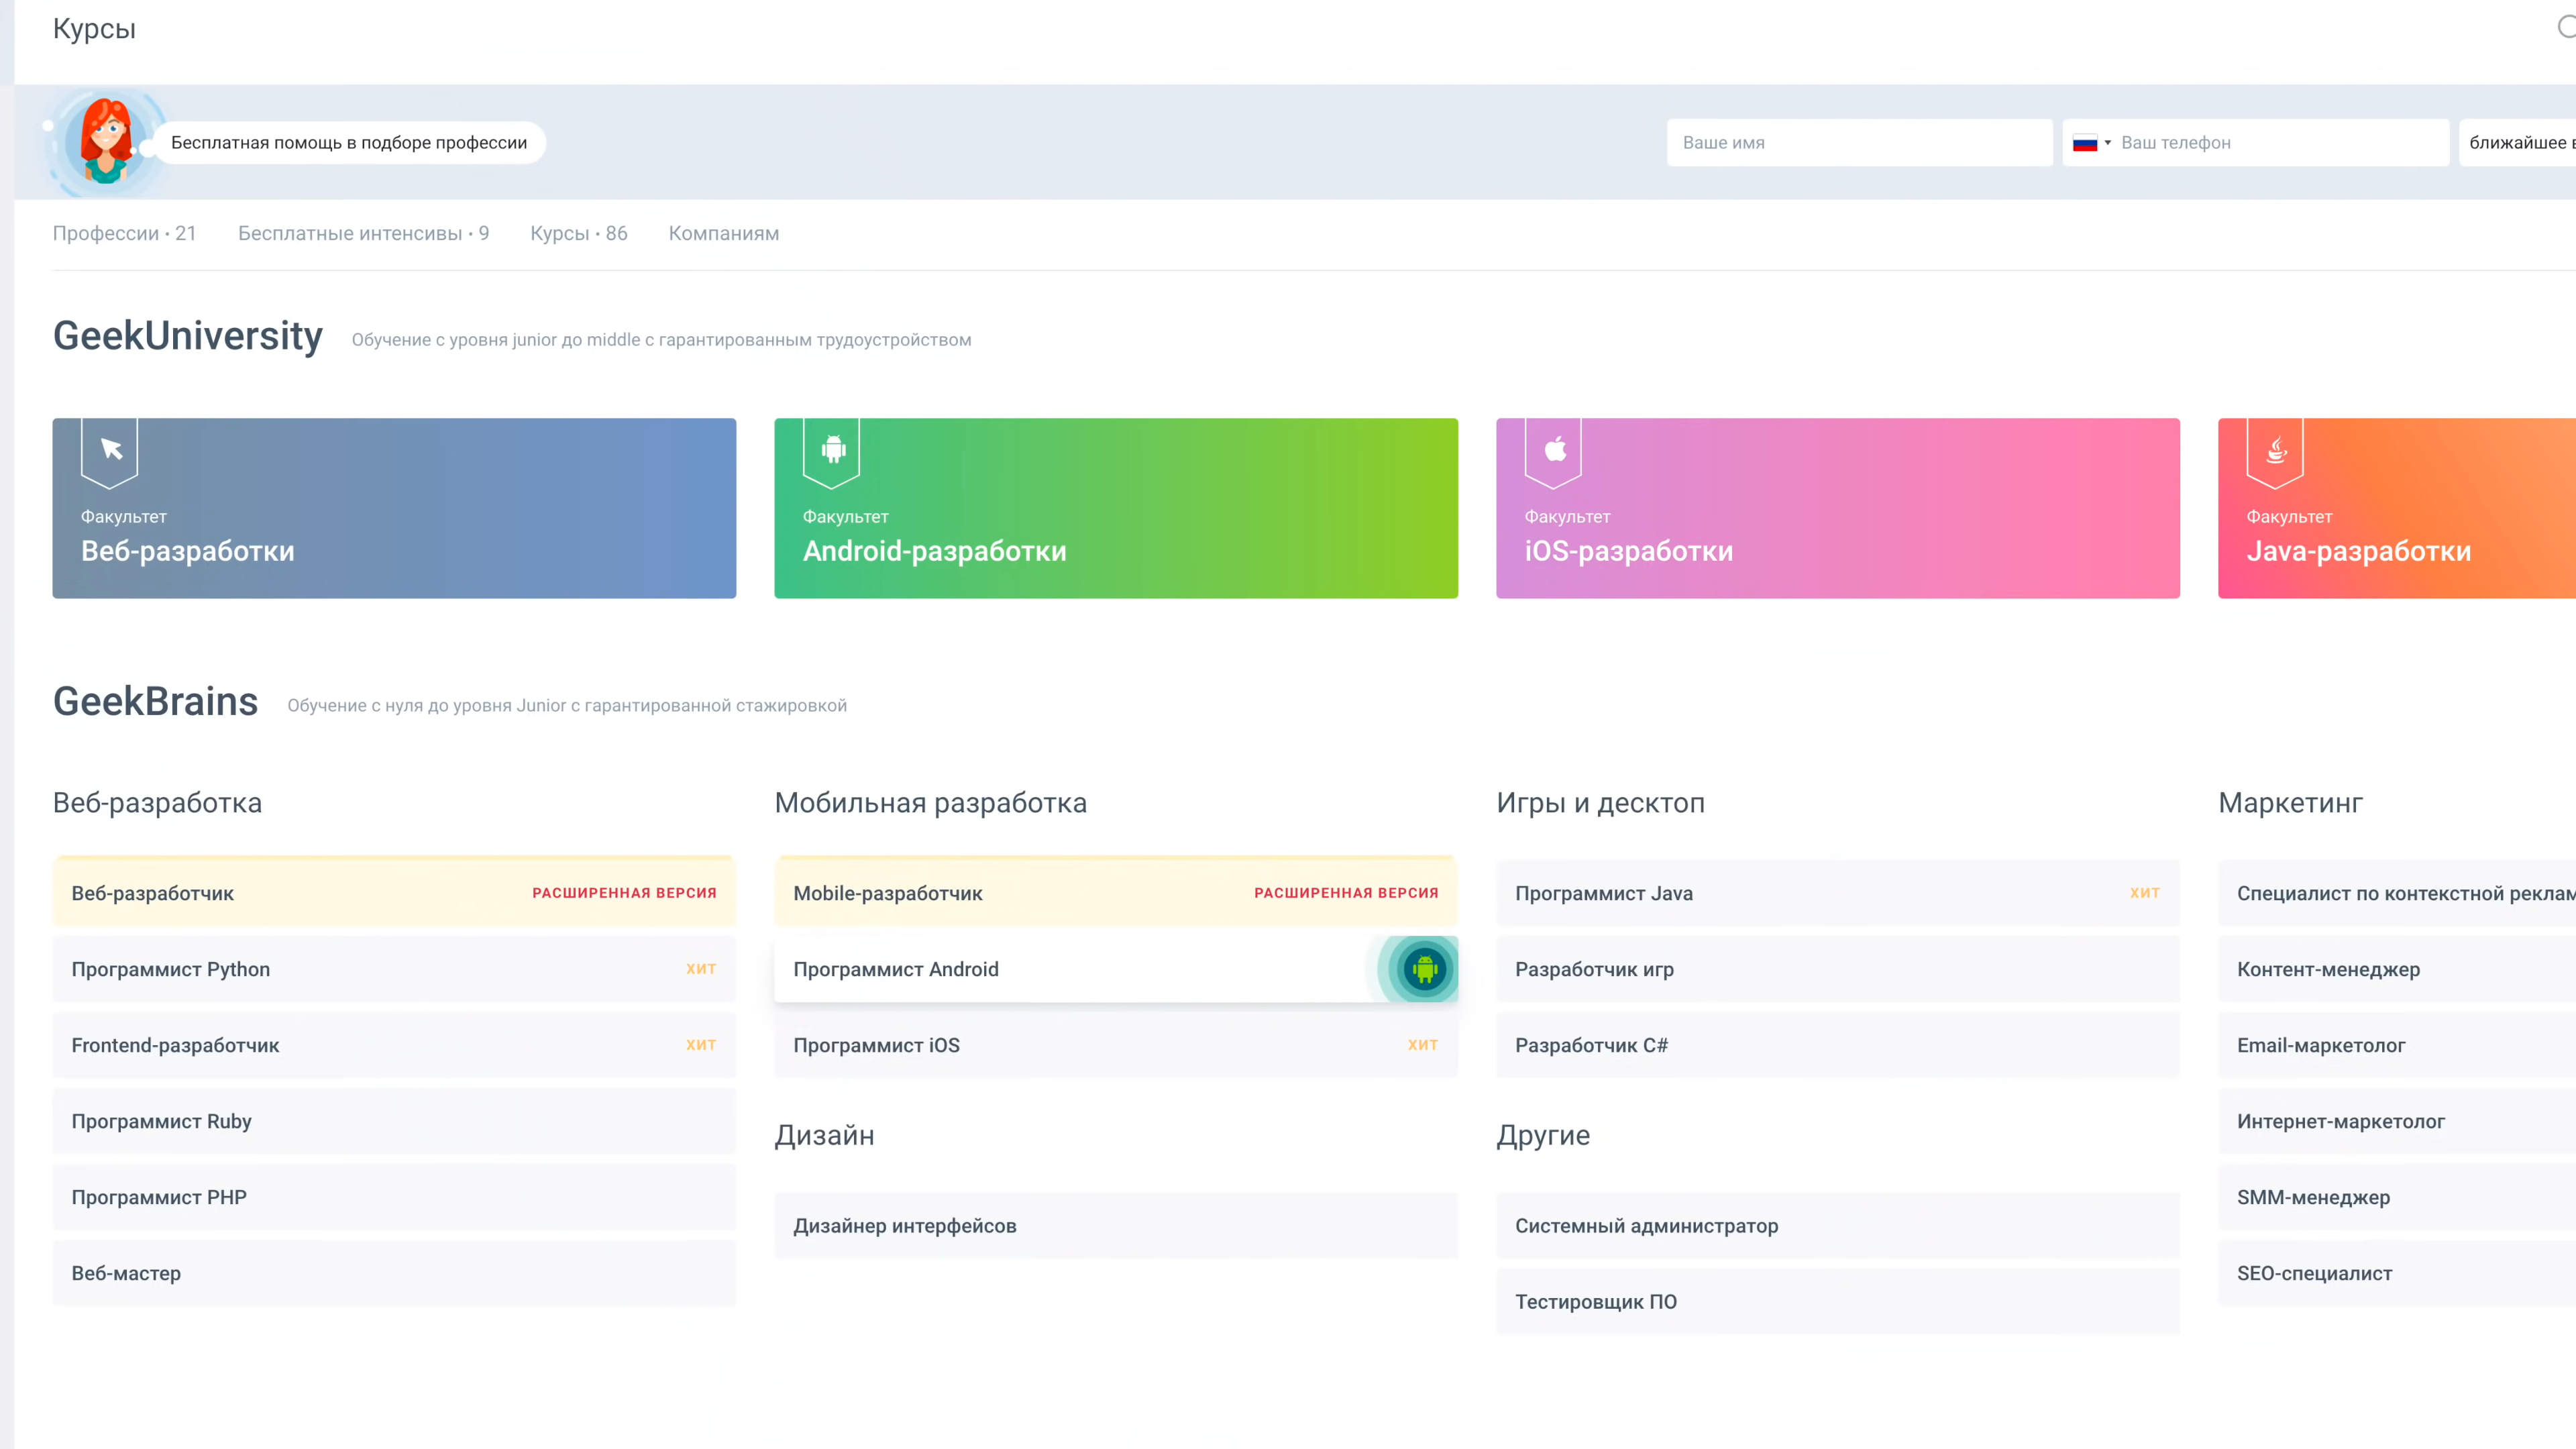 Курсы
Бесплатная помощь в подборе профессии
Ваше имя
Ваш телефон
ближайшее
Профессии • 21
Бесплатные интенсивы • 9
Курсы • 86
Компаниям
GeekUniversity
Обучение с уровня junior до middle с гарантированным трудоустройством
Факультет
Веб-разработки
Факультет
Android-разработки
Факультет
iOS-разработки
Факультет
Java-разработки
GeekBrains
Обучение с нуля до уровня Junior с гарантированной стажировкой
Веб-разработка
Веб-разработчик
РАСШИРЕННАЯ ВЕРСИЯ
Программист Python
ХИТ
Frontend-разработчик
ХИТ
Программист Ruby
Программист PHP
Веб-мастер
Мобильная разработка
Mobile-разработчик
РАСШИРЕННАЯ ВЕРСИЯ
Программист Android
Программист iOS
ХИТ
Дизайн
Дизайнер интерфейсов
Игры и десктоп
Программист Java
ХИТ
Разработчик игр
Разработчик C#
Другие
Системный администратор
Тестировщик ПО
Маркетинг
Специалист по контекстной
Контент-менеджер
Email-маркетолог
Интернет-маркетолог
SMM-менеджер
SEO-специалист